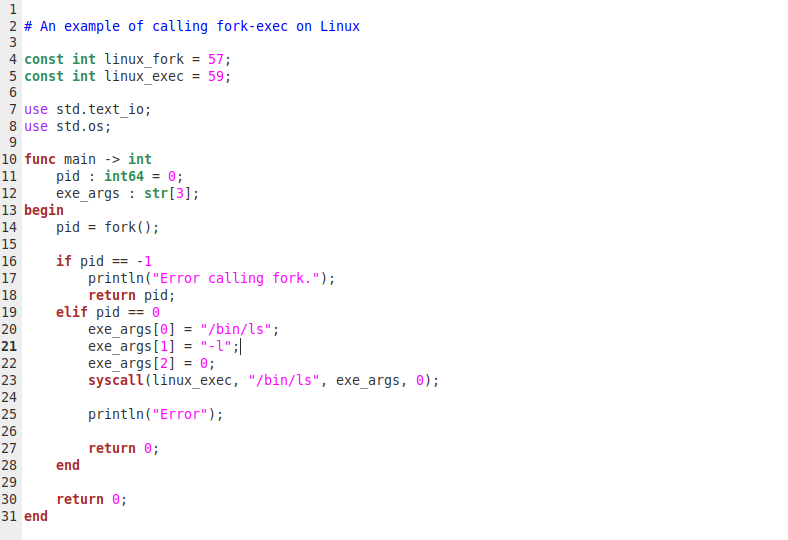 1
2 # An example of calling fork-exec on Linux
3
4 const int linux_fork = 57;
5 const int linux_exec = 59;
6
7 use std.text_io;
8 use std.os;
9
10 func main -> int
11     pid : int64 = 0;
12     exe_args : str[3];
13 begin
14     pid = fork();
15
16     if pid == -1
17         println("Error calling fork.");
18         return pid;
19     elif pid == 0
20         exe_args[0] = "/bin/ls";
21         exe_args[1] = "-l";
22         exe_args[2] = 0;
23         syscall(linux_exec, "/bin/ls", exe_args, 0);
24
25         println("Error");
26
27         return 0;
28     end
29
30     return 0;
31 end